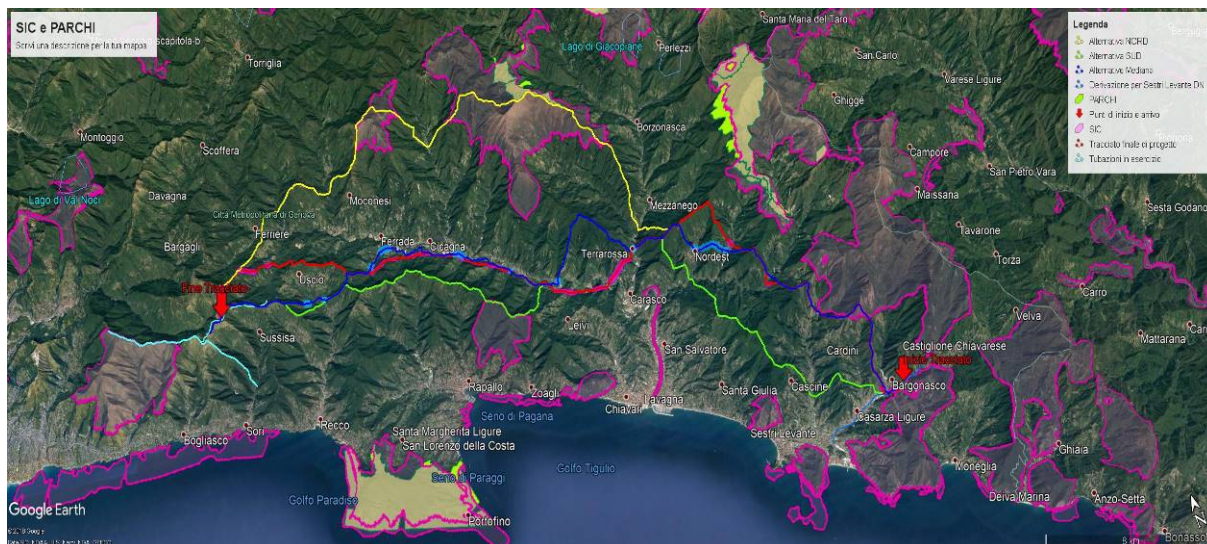 SIC e PARCHI
Scrivi una descrizione per la tua mappa
Legenda
Alternativa NORD
Alternativa SUD
Alternativa Mediana
Derivazione per Sestri Levante DN
PARCHI
Punti di inizio e arrivo
SIC
Tracciato finale di progetto
Tubazioni in esercizio
Santa Maria del Taro
Lago di Giacopiane
Perlezzi
San Carlo
Torriglia
Varese Ligure
Ghiggé
Montoggio
Borzonasca
Scoffera
Campore
San Pietro Vara
Lago di Val Noci
Davagna
Moconesi
Mezzanego
Maissana
Sesta Godano
Città Metropolitana di Genova
Bargagli
Ferriere
Ferrada
Cicagna
Tavarone
Terrarossa
Nordest
Torza
Uscio
Fine Tracciato
Carasco
Carro
Velva
Sussisa
Leivi
Mattarana
San Salvatore
Cardini
Castiglione Chiavarese
Bargonasco
Rapallo
Zoagli
Santa Giulia
Cascine
Chiavari
Lavagna
Casarza Ligure
Seno di Pagana
Recco
Sori
Bogliasco
Santa Margherita Ligure
San Lorenzo della Costa
Sestri Levante
Ghiaia
Moneglia
Seno di Paraggi
Golfo Tigullio
Golfo Paradiso
Deiva Marina
Anzo-Setta
Portofino
Google Earth
Bonasso